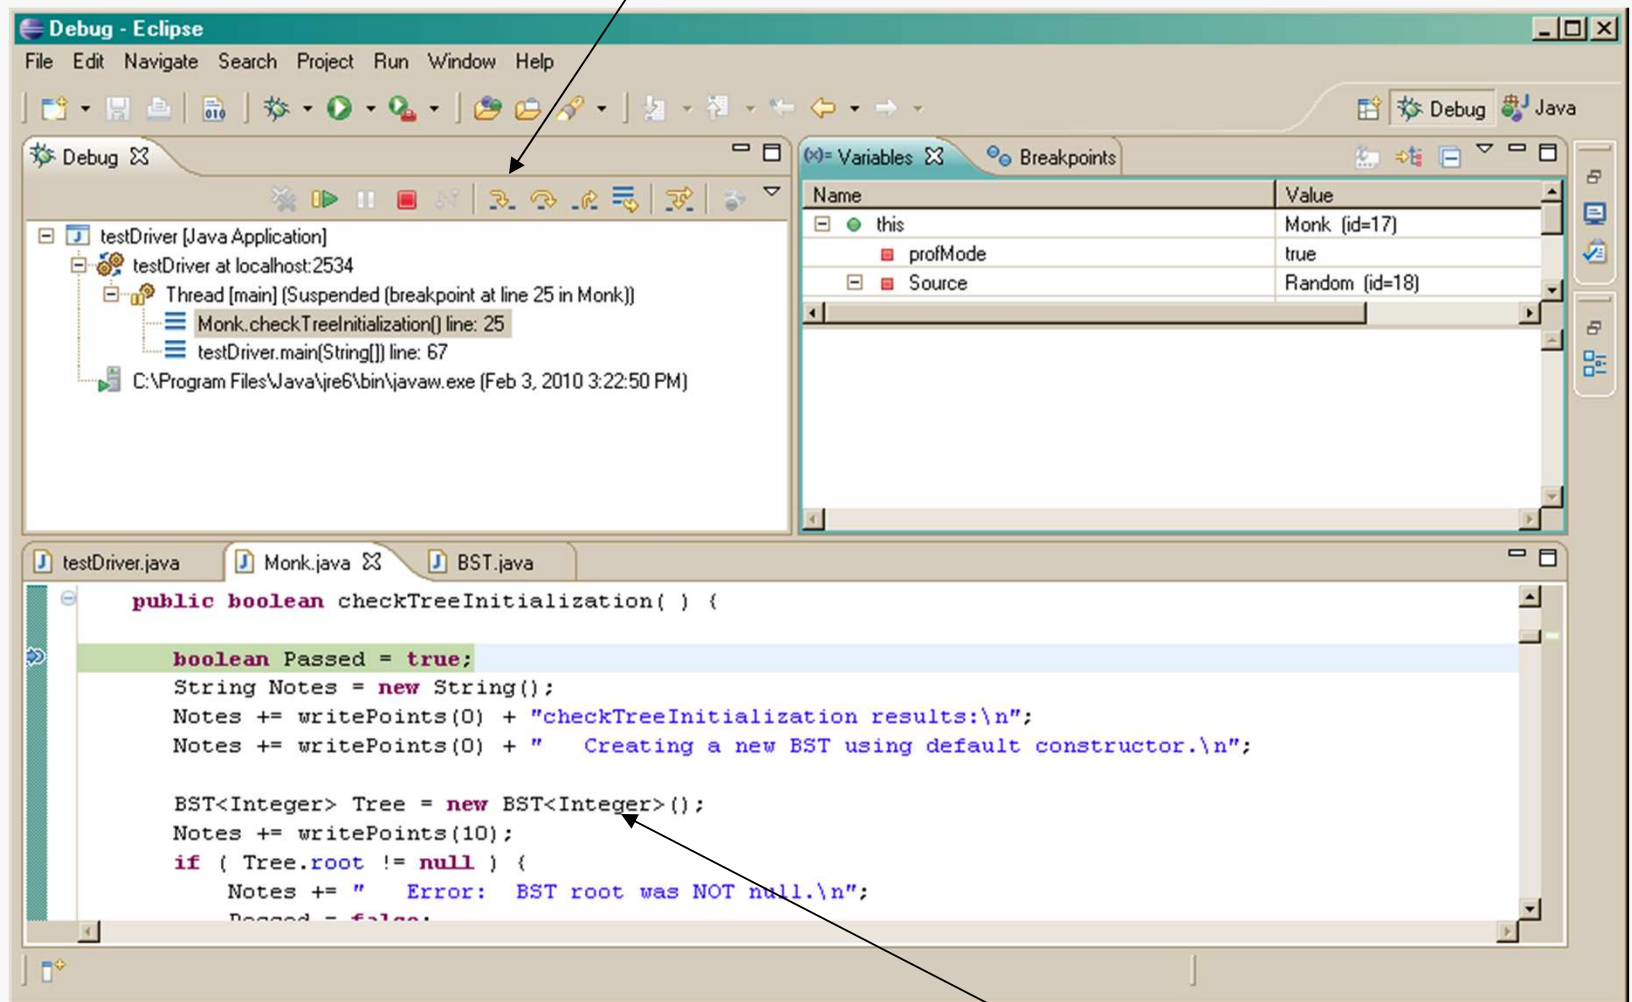 Debug - Eclipse
File Edit Navigate Search Project Run Window Help
Debug Java
Debug
Variables Breakpoints
Name Value
this Monk (id=17)
profMode true
Source Random (id=18)
testDriver [Java Application]
testDriver at localhost:2534
Thread [main] (Suspended (breakpoint at line 25 in Monk))
Monk.checkTreeInitialization() line: 25
testDriver.main(String[]) line: 67
C:\Program Files\Java\jre6\bin\javaw.exe (Feb 3, 2010 3:22:50 PM)
testDriver.java Monk.java BST.java
public boolean checkTreeInitialization( ) {
boolean Passed = true;
String Notes = new String();
Notes += writePoints(0) + "checkTreeInitialization results:\n";
Notes += writePoints(0) + "   Creating a new BST using default constructor.\n";
BST<Integer> Tree = new BST<Integer>();
Notes += writePoints(10);
if ( Tree.root != null ) {
Notes += "   Error:  BST root was NOT null.\n";
Passed = false;